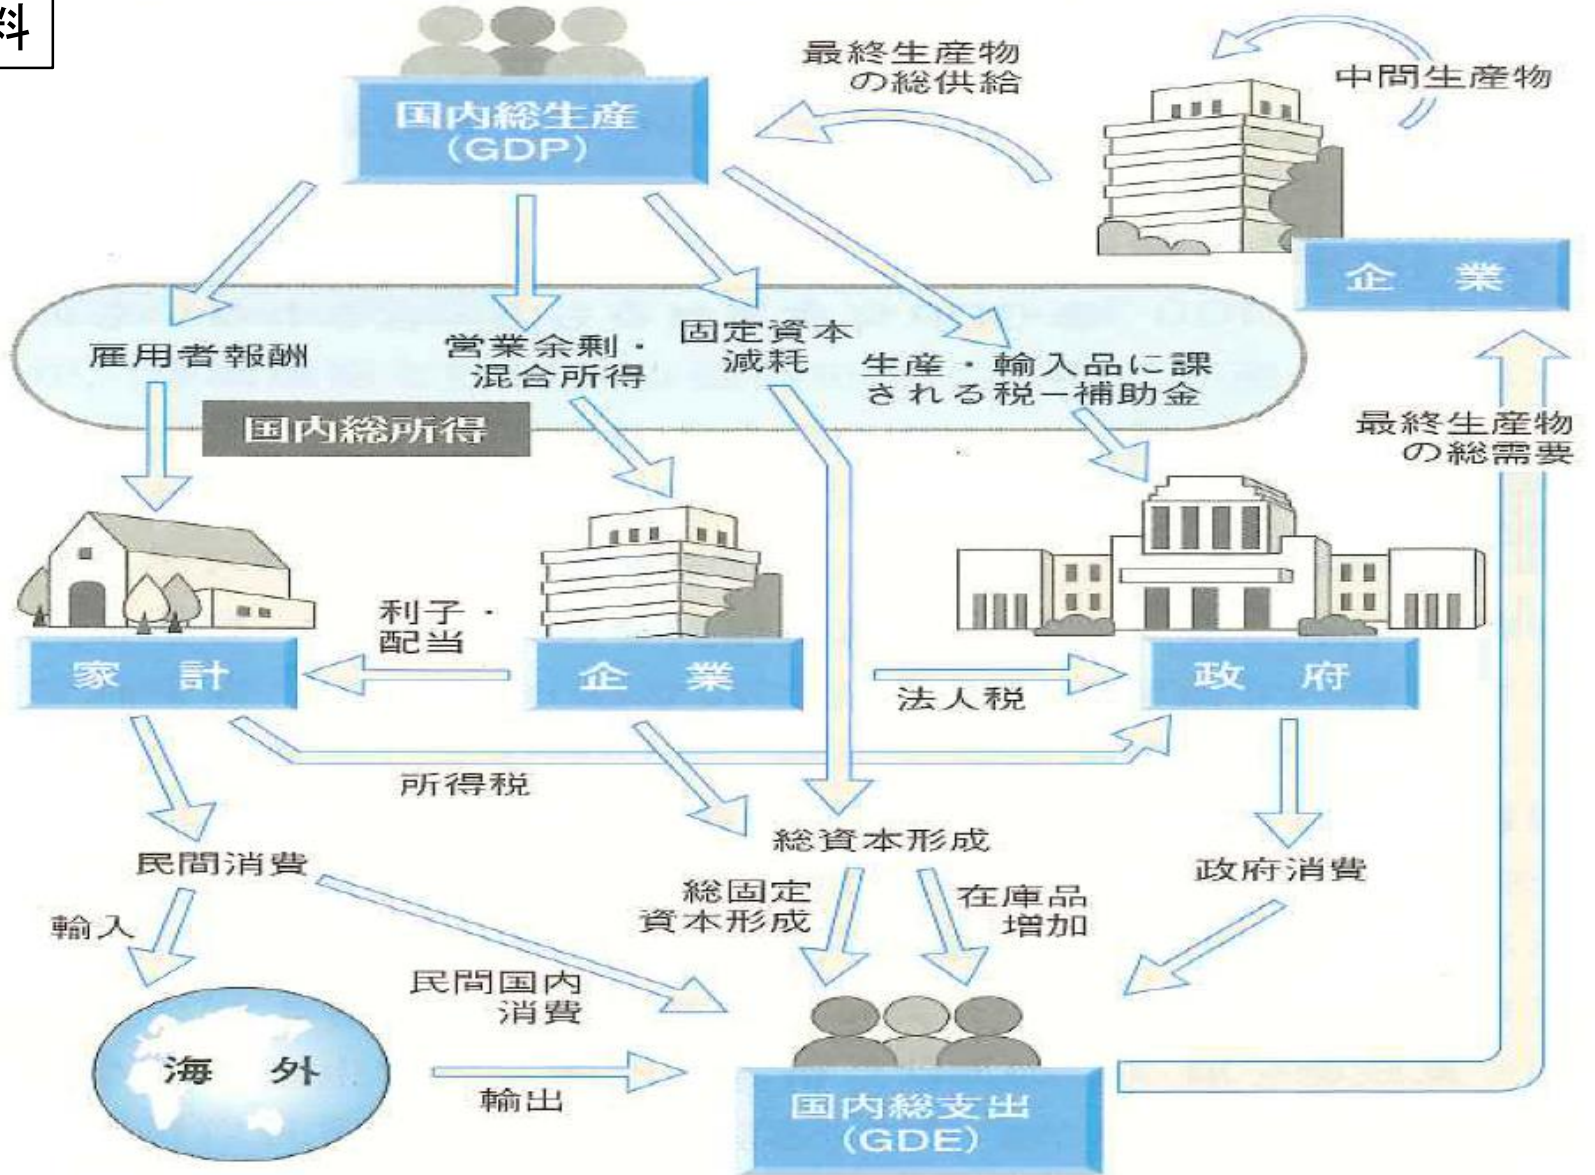 料
最終生産物
の総供給
中間生産物
国内総生産
(GDP)
企業
雇用者報酬
営業余剰・
混合所得
固定資本
減耗
生産・輸入品に課
される税－補助金
国内総所得
最終生産物
の総需要
利子・
配当
家計
企業
法人税
政府
所得税
民間消費
総資本形成
政府消費
輸入
総固定
資本形成
在庫品
増加
民間国内
消費
海外
輸出
国内総支出
(GDE)